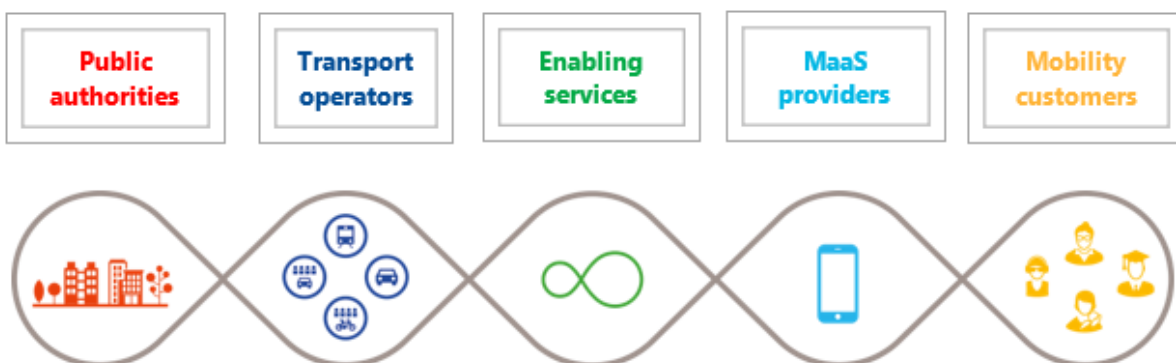 Public
authorities
Transport
operators
Enabling
services
MaaS
providers
Mobility
customers